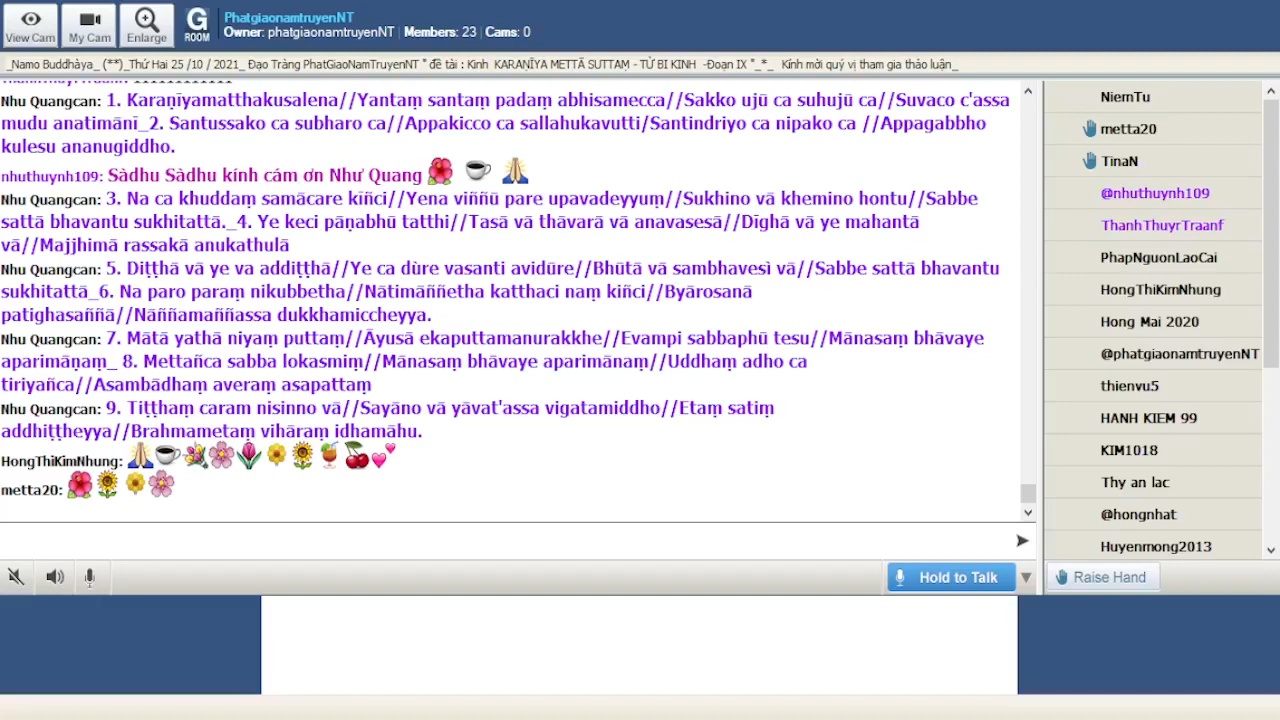 View Cam
My Cam
Enlarge
G
ROOM
PhatgiaonamtruyenNT
Owner: phatgiaonamtruyenNT | Members: 23 | Cams: 0
_Namo Buddhàya_ (**)_Thứ Hai 25 /10 / 2021_ Đạo Tràng PhatGiaoNamTruyenNT " đề tài : Kinh KARAṆĪYA METTĀ SUTTAṂ - TỪ BI KINH -Đoạn IX "_*_ Kính mời quý vị tham gia thảo luận_
Như Quangcan: 1. Karaṇīyamatthakusalena//Yantaṃ santaṃ padaṃ abhisamecca//Sakko ujū ca suhujū ca//Suvaco c'assa
mudu anatimānī_2. Santussako ca subharo ca//Appakicco ca sallahukavutti/Santindriyo ca nipako ca //Appagabbho
kulesu ananugiddho.
nhuthuynh109: Sàdhu Sàdhu kính cám ơn Như Quang
Như Quangcan: 3. Na ca khuddaṃ samācare kiñci//Yena viññū pare upavadeyyuṃ//Sukhino vā khemino hontu//Sabbe
sattā bhavantu sukhitattā._4. Ye keci pāṇabhū tatthi//Tasā vā thāvarā vā anavasesā//Dīghā vā ye mahantā
vā//Majjhimā rassakā anukathulā
Như Quangcan: 5. Diṭṭhā vā ye va addiṭṭhā//Ye ca dùre vasanti avidūre//Bhūtā vā sambhavesì vā//Sabbe sattā bhavantu
sukhitattā_6. Na paro paraṃ nikubbetha//Nātimāññetha katthaci naṃ kiñci//Byārosanā
patighasaññā//Nāññamaññassa dukkhamiccheyya.
Như Quangcan: 7. Mātā yathā niyaṃ puttaṃ//Āyusā ekaputtamanurakkhe//Evampi sabbaphū tesu//Mānasaṃ bhāvaye
aparimāṇaṃ_ 8. Mettañca sabba lokasmiṃ//Mānasaṃ bhāvaye aparimānaṃ//Uddhaṃ adho ca
tiriyañca//Asambādhaṃ averaṃ asapattaṃ
Như Quangcan: 9. Tiṭṭhaṃ caram nisinno vā//Sayāno vā yāvat'assa vigatamiddho//Etaṃ satiṃ
addhiṭṭheyya//Brahmametaṃ vihāraṃ idhamāhu.
HongThiKimNhung:
metta20:
NiemTu
metta20
TinaN
@nhuthuynh109
ThanhThuyrTraanf
PhapNguonLaoCai
HongThiKimNhung
Hong Mai 2020
@phatgiaonamtruyenNT
thienvu5
HANH KIEM 99
KIM1018
Thy an lac
@hongnhat
Huyenmong2013
Hold to Talk
Raise Hand